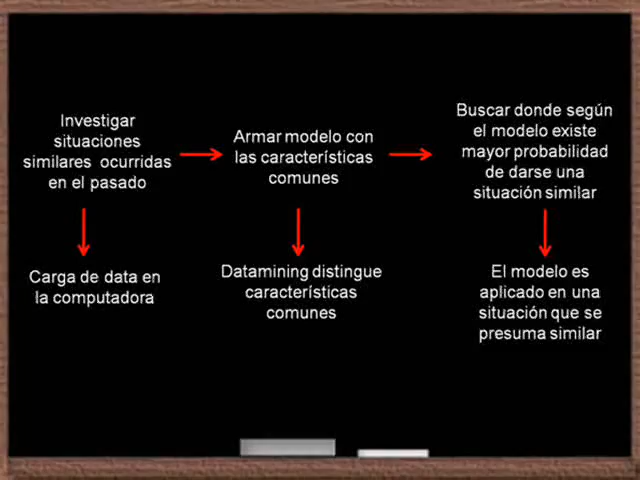 Investigar
situaciones
similares ocurridas
en el pasado
Armar modelo con
las características
comunes
Buscar donde según
el modelo existe
mayor probabilidad
de darse una
situación similar
Carga de data en
la computadora
Datamining distingue
características
comunes
El modelo es
aplicado en una
situación que se
presuma similar